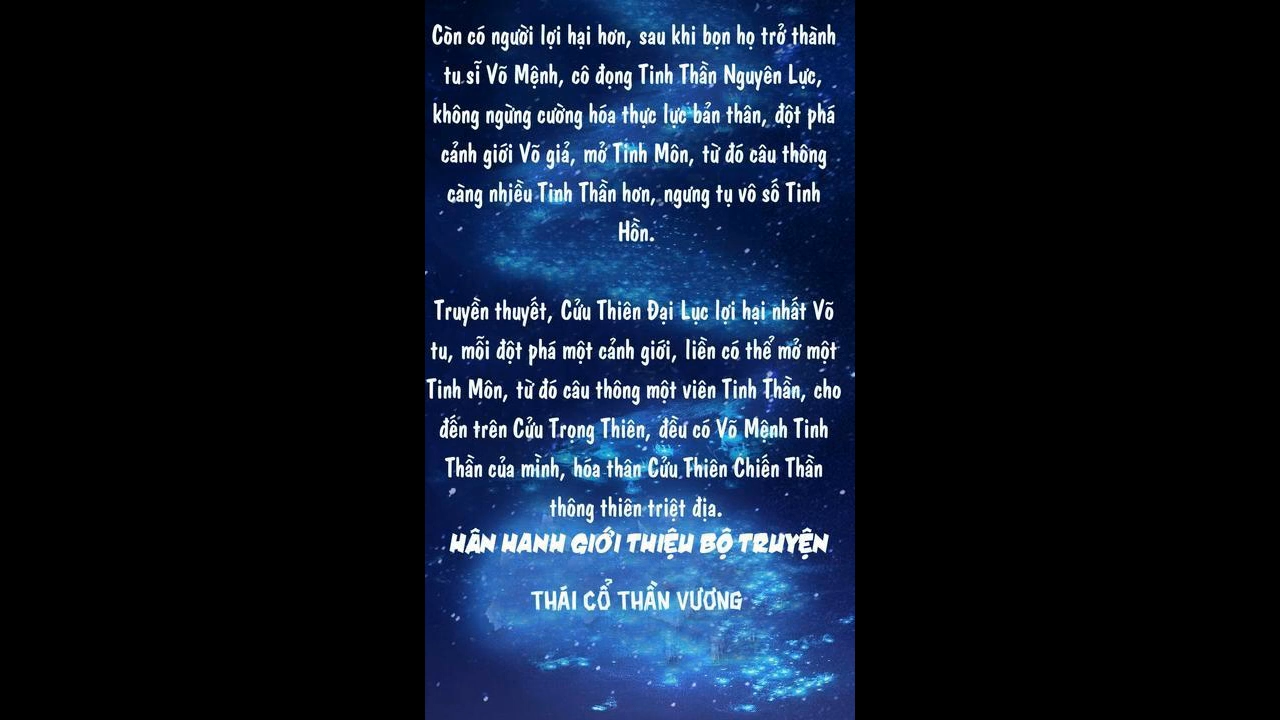 Còn có người lợi hại hơn, sau khi bọn họ trở thành
tu sĩ Võ Mệnh, cô đọng Tinh Thần Nguyên Lực,
không ngừng cường hóa thực lực bản thân, đột phá
cảnh giới Võ giả, mở Tinh Môn, từ đó câu thông
càng nhiều Tinh Thần hơn, ngưng tụ vô số Tinh
Hồn.
Truyền thuyết, Cửu Thiên Đại Lục lợi hại nhất Võ
tu, mỗi đột phá một cảnh giới, liền có thể mở một
Tinh Môn, từ đó câu thông một viên Tinh Thần, cho
đến trên Cửu Trọng Thiên, đều có Võ Mệnh Tinh
Thần của mình, hóa thân Cửu Thiên Chiến Thần
thông thiên triệt địa.
HÂN HANH GIỚI THIỆU BỘ TRUYỆN
THÁI CỔ THẦN VƯƠNG